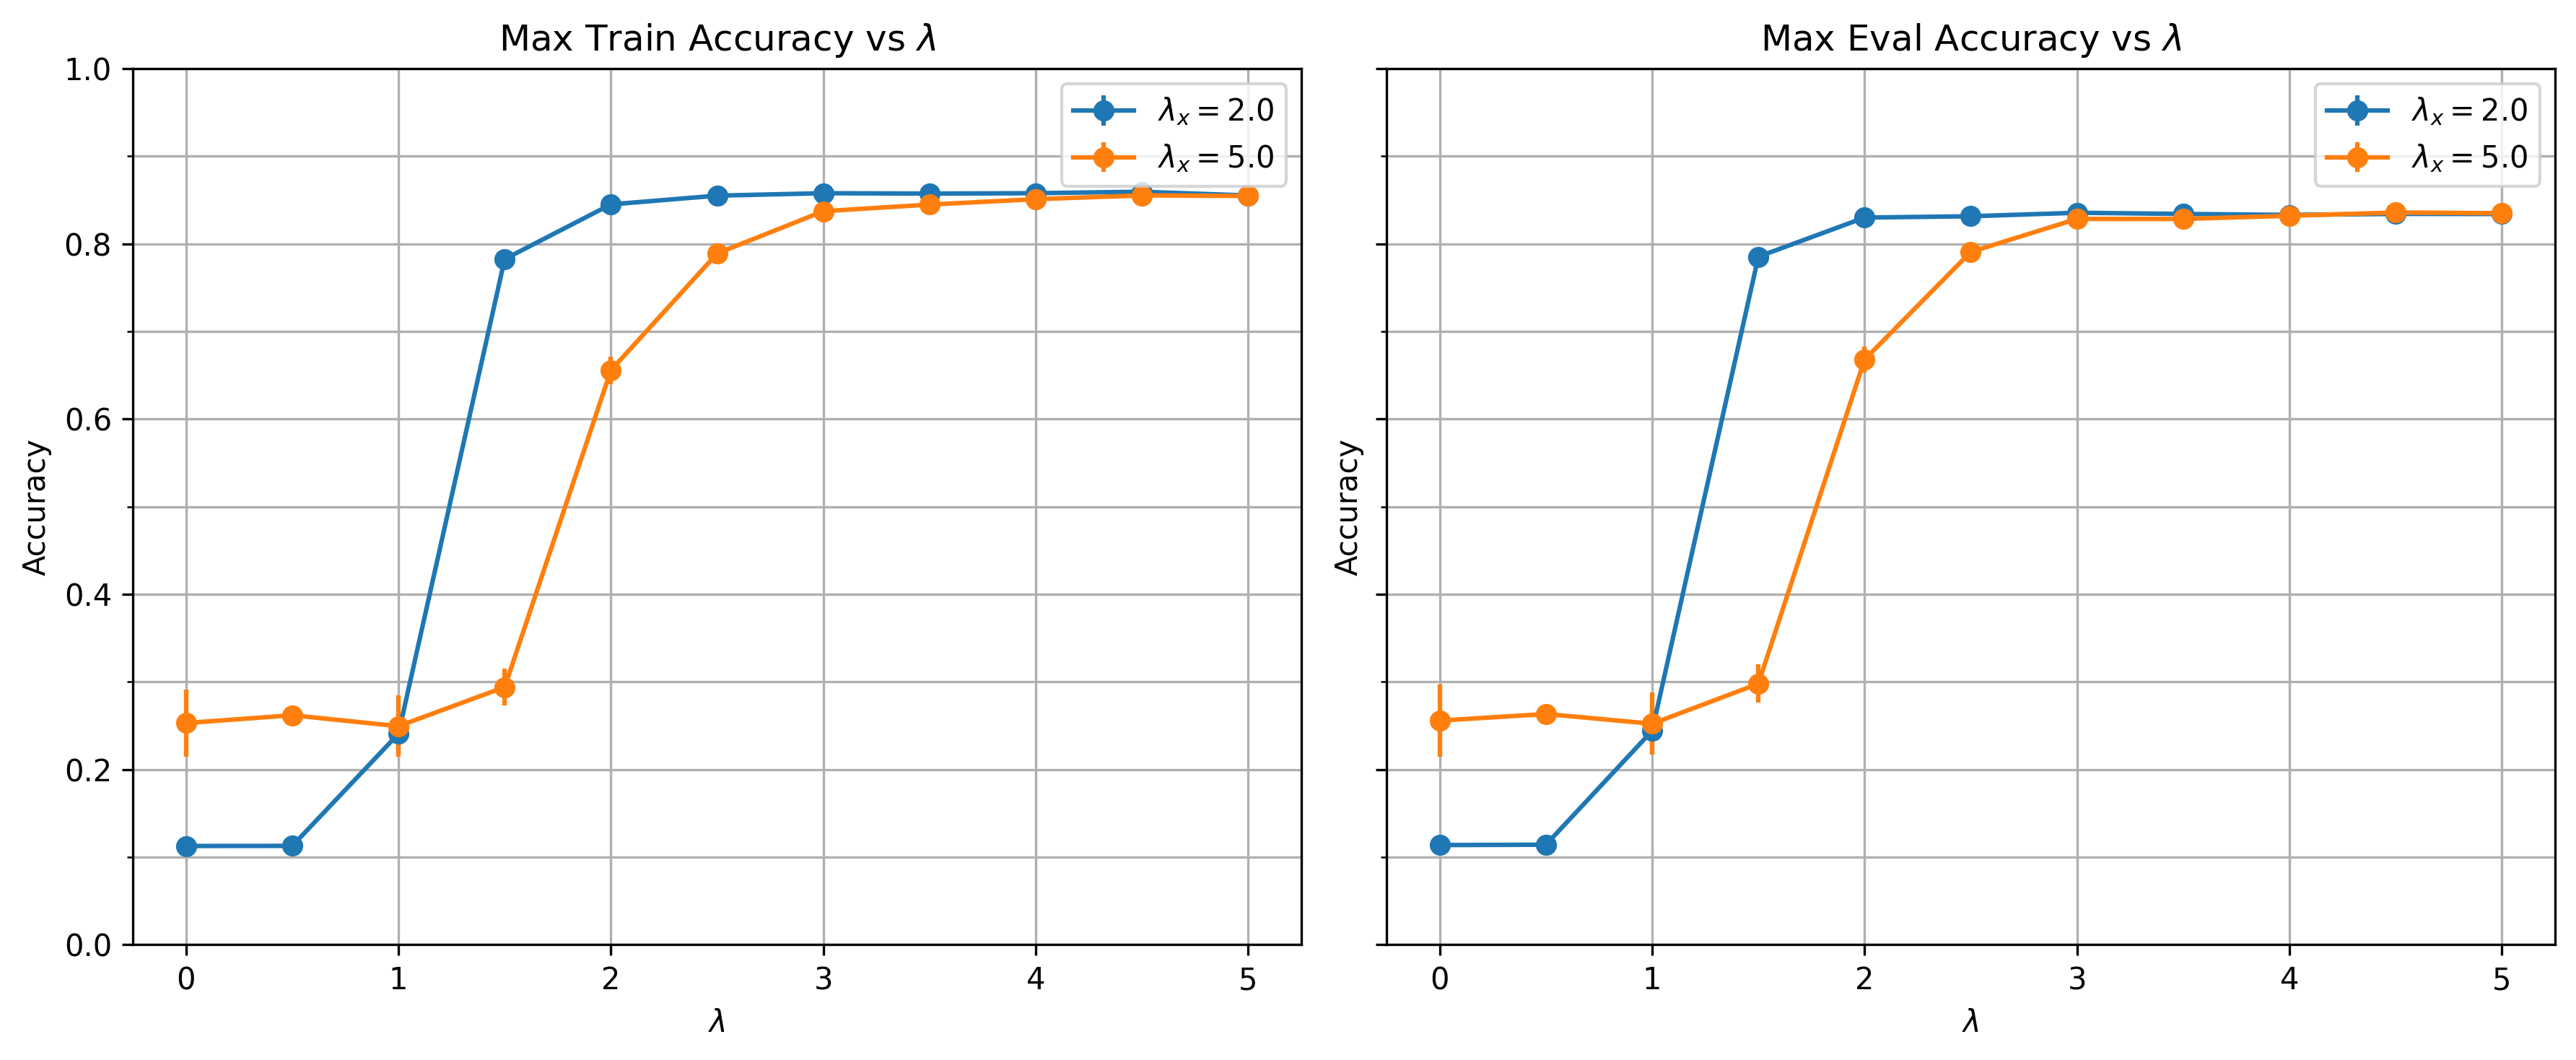 Max Train Accuracy vs λ
1.0
0.8
0.6
0.4
0.2
0.0
Accuracy
λx = 2.0
λx = 5.0
0 1 2 3 4 5
λ
Max Eval Accuracy vs λ
Accuracy
λx = 2.0
λx = 5.0
0 1 2 3 4 5
λ